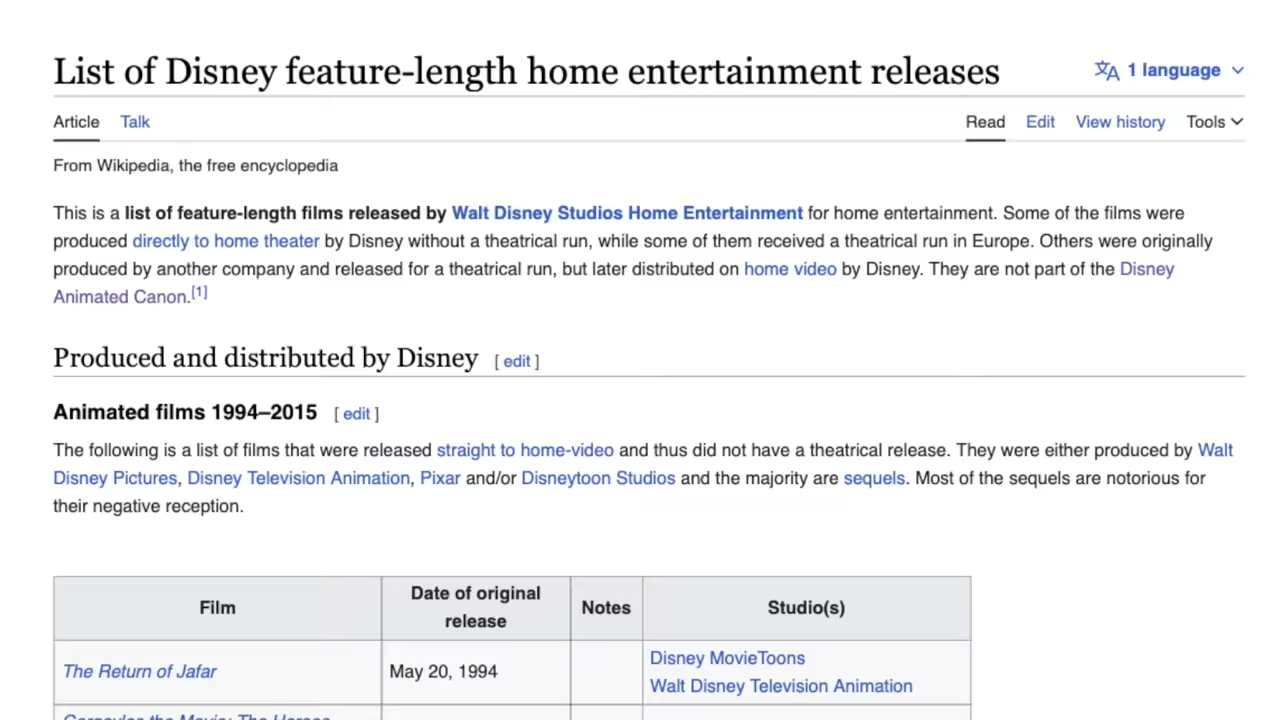 List of Disney feature-length home entertainment releases
1 language
Article Talk Read Edit View history Tools
From Wikipedia, the free encyclopedia
This is a list of feature-length films released by Walt Disney Studios Home Entertainment for home entertainment. Some of the films were
produced directly to home theater by Disney without a theatrical run, while some of them received a theatrical run in Europe. Others were originally
produced by another company and released for a theatrical run, but later distributed on home video by Disney. They are not part of the Disney
Animated Canon.[1]
Produced and distributed by Disney [ edit ]
Animated films 1994–2015 [ edit ]
The following is a list of films that were released straight to home-video and thus did not have a theatrical release. They were either produced by Walt
Disney Pictures, Disney Television Animation, Pixar and/or Disneytoon Studios and the majority are sequels. Most of the sequels are notorious for
their negative reception.
Film
Date of original
release
Notes
Studio(s)
The Return of Jafar
May 20, 1994
Disney MovieToons
Walt Disney Television Animation
Gargoyles the Movie: The Heroes